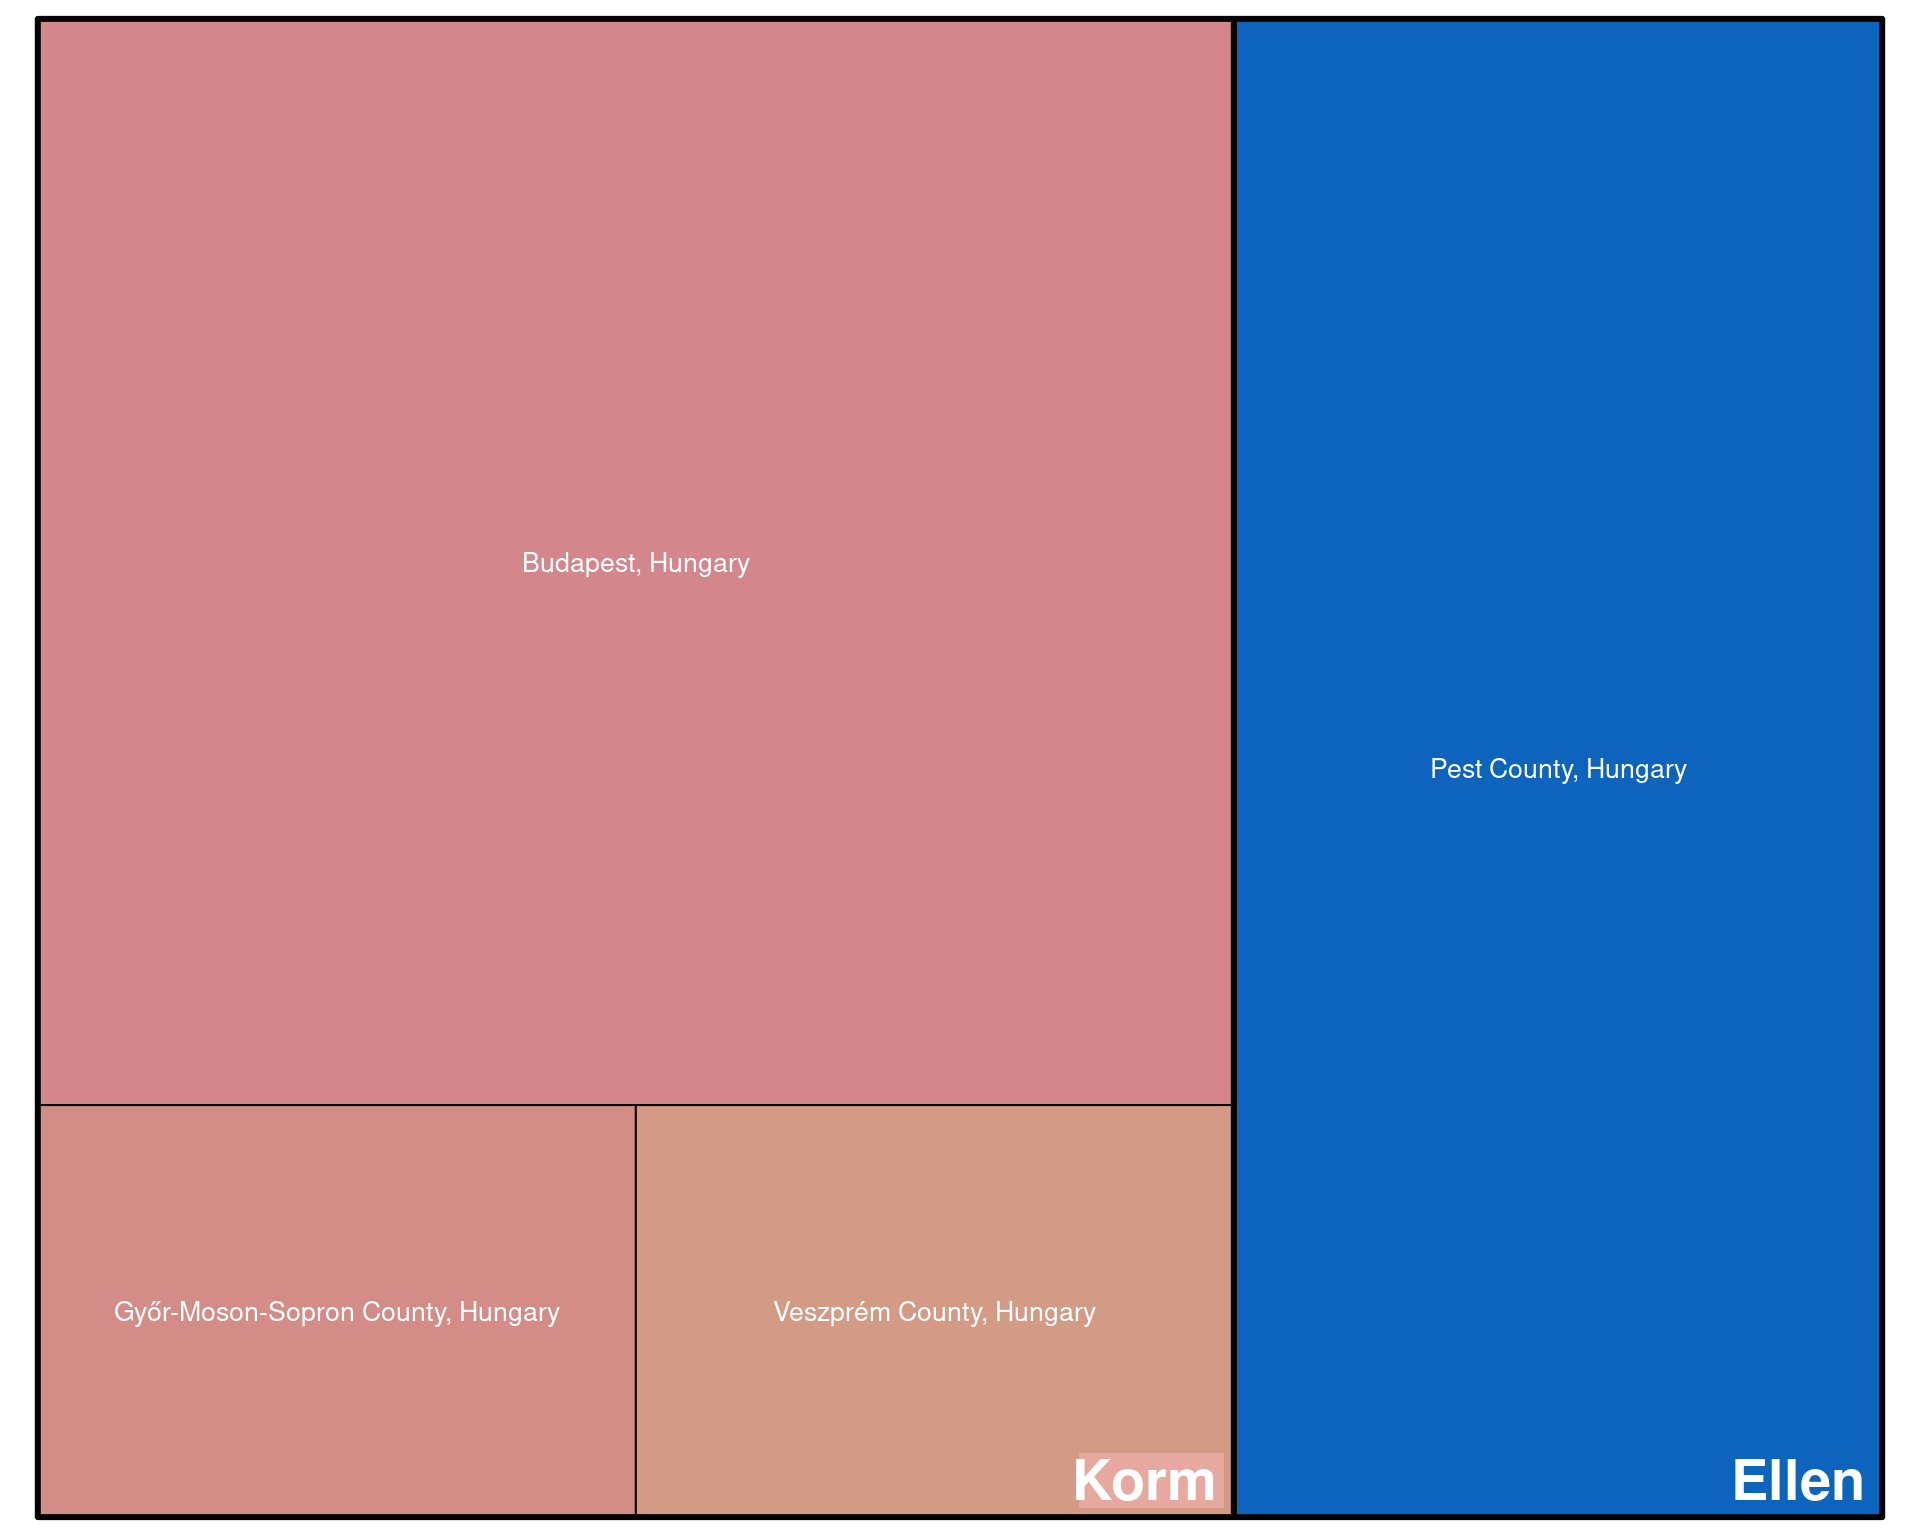 Budapest, Hungary
Pest County, Hungary
Győr-Moson-Sopron County, Hungary
Veszprém County, Hungary
Korm
Ellen